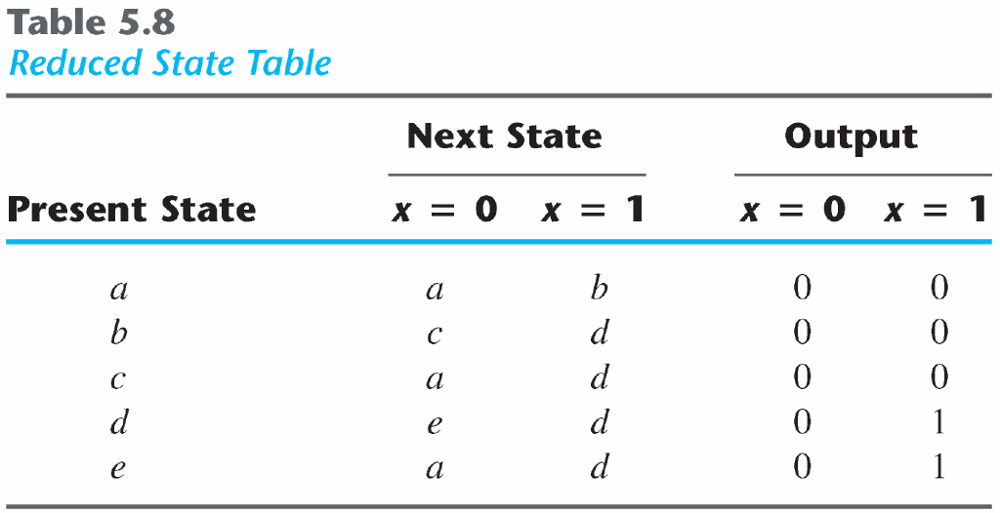 Table 5.8
Reduced State Table
Next State Output
Present State x = 0 x = 1 x = 0 x = 1
a a b 0 0
b c d 0 0
c a d 0 0
d e d 0 1
e a d 0 1